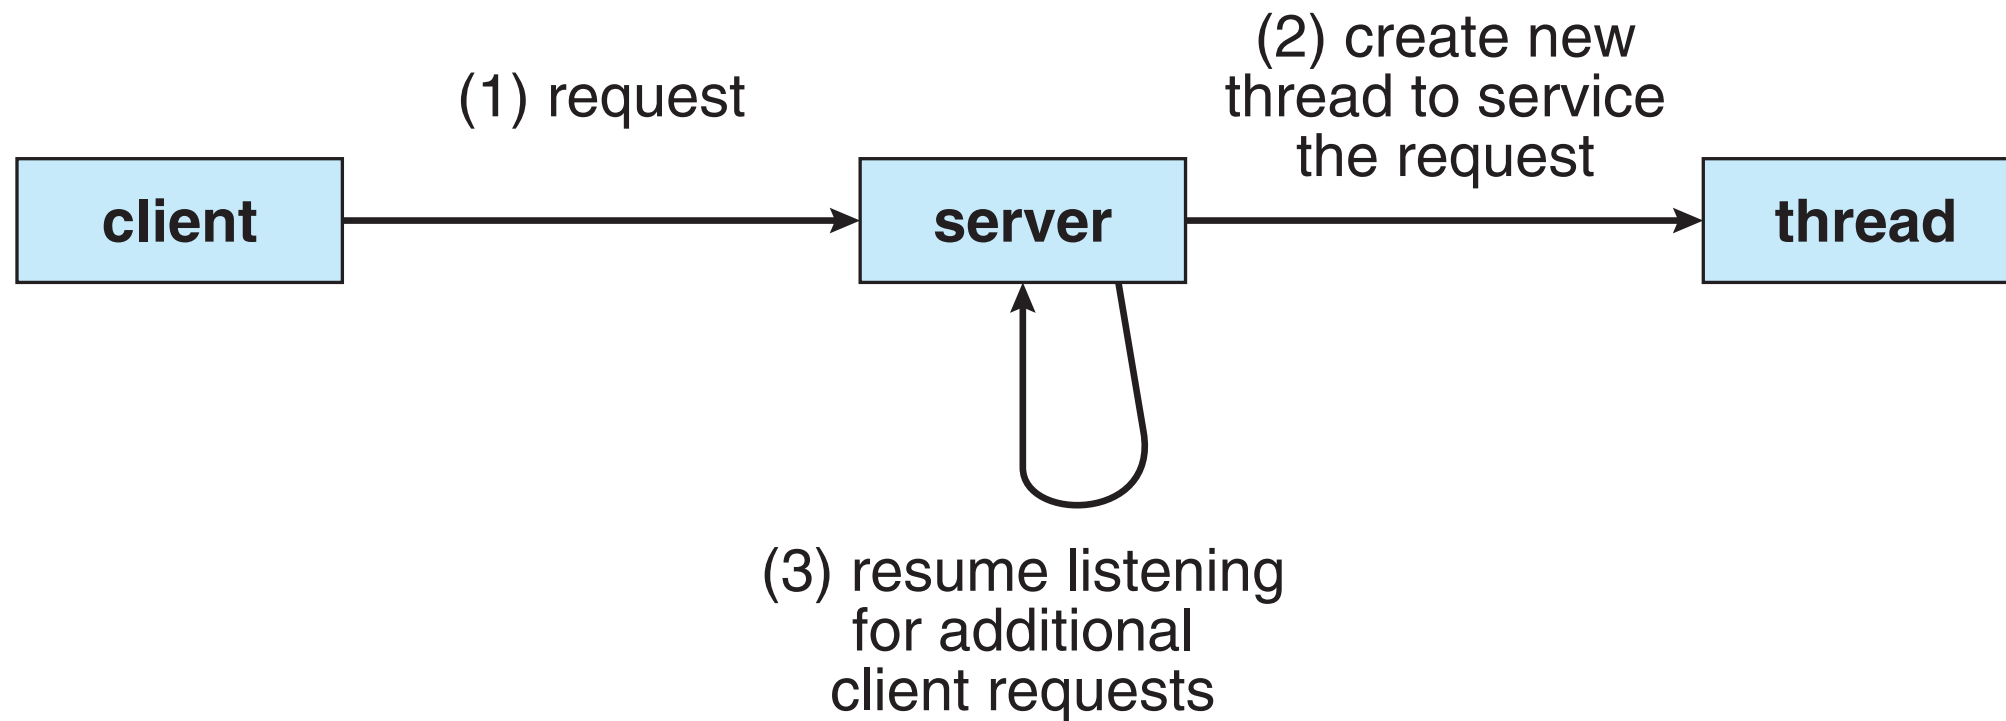 (1) request
(2) create new
thread to service
the request
client
server
thread
(3) resume listening
for additional
client requests